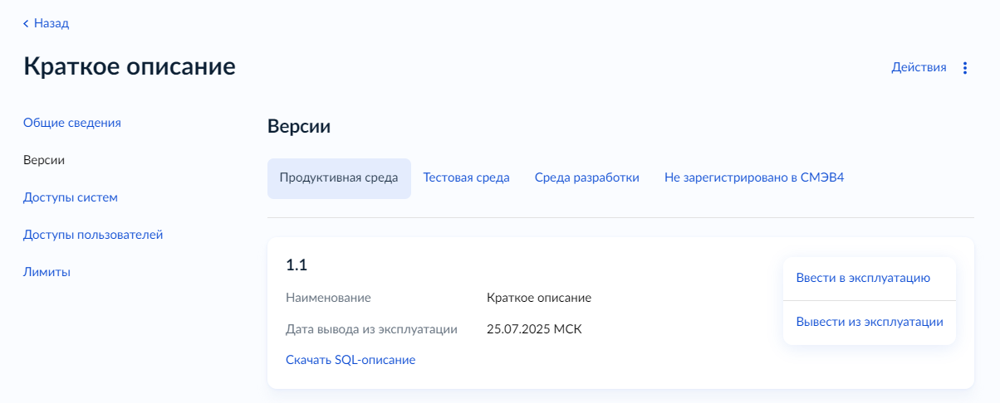 Назад
Краткое описание
Действия
Общие сведения
Версии
Доступы систем
Доступы пользователей
Лимиты
Версии
Продуктивная среда Тестовая среда Среда разработки Не зарегистрировано в СМЭВ4
1.1
Наименование Краткое описание
Дата вывода из эксплуатации 25.07.2025 МСК
Скачать SQL-описание
Ввести в эксплуатацию
Вывести из эксплуатации